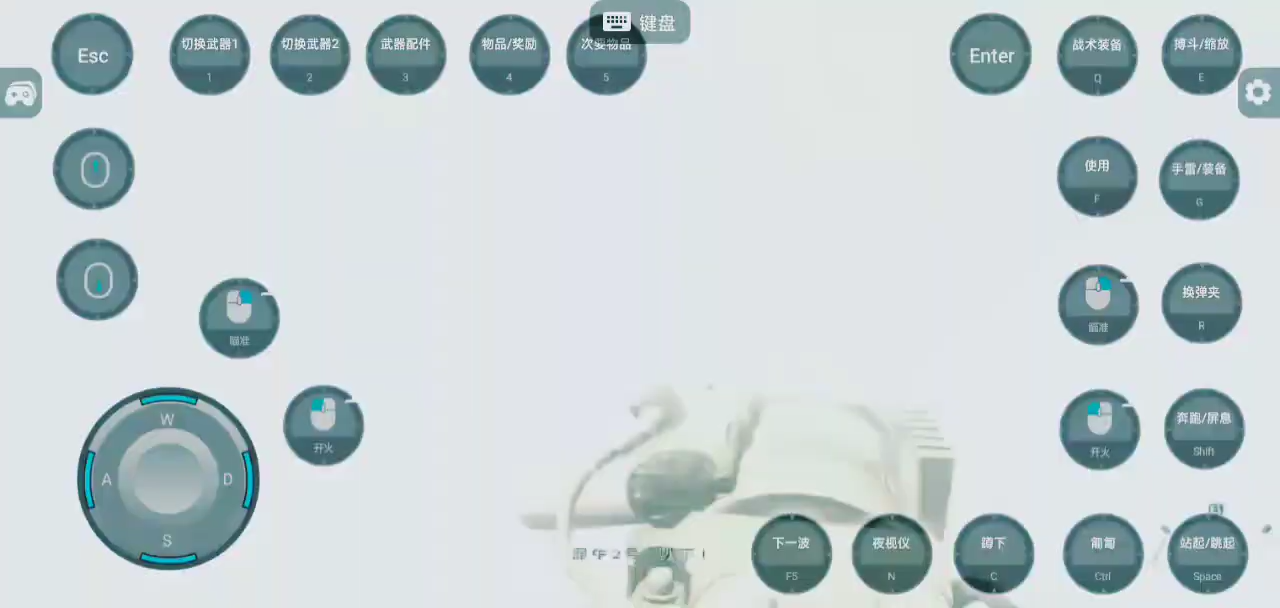 键盘
Esc
切换武器1
1
切换武器2
2
武器配件
3
物品/奖励
4
次要物品
5
Enter
战术装备
Q
搏斗/缩放
E
使用
F
手雷/装备
G
瞄准
瞄准
换弹夹
R
W
A
D
S
开火
开火
奔跑/屏息
Shift
下一波
F5
夜视仪
N
蹲下
C
匍匐
Ctrl
站起/跳起
Space